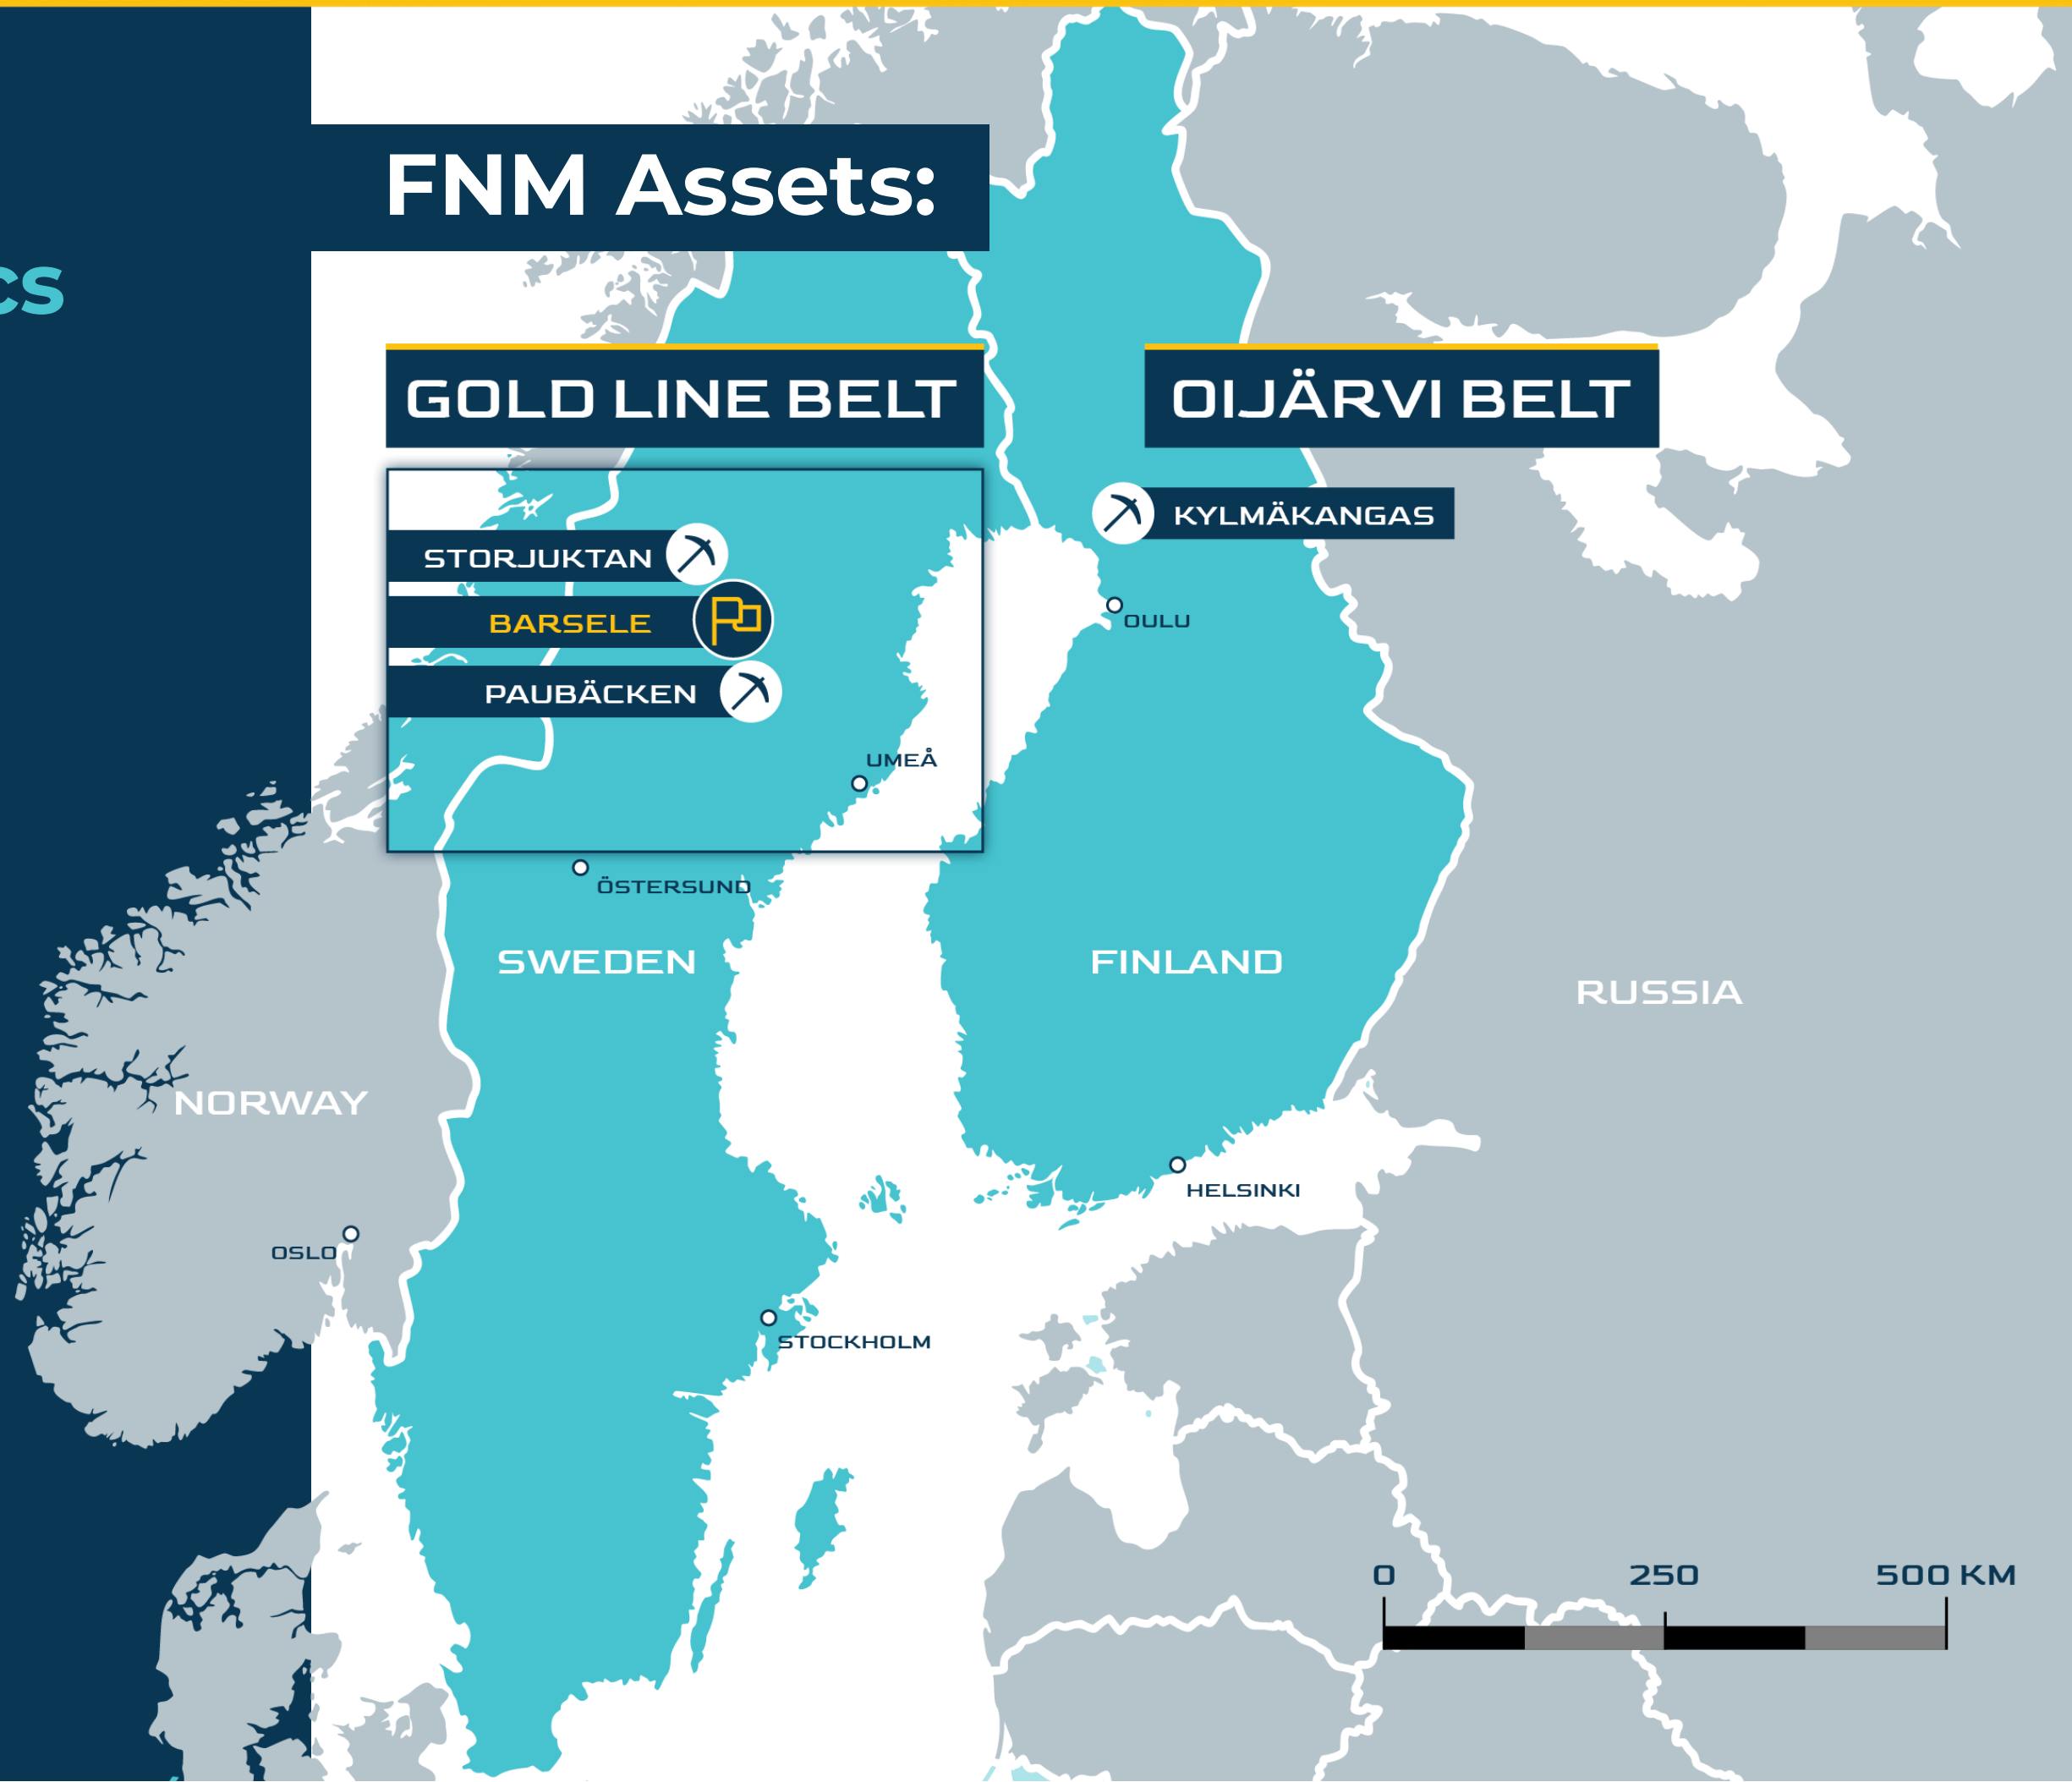 FNM Assets:
cs
GOLD LINE BELT
OIJÄRVI BELT
KYLMÄKANGAS
STORJUKTAN
BARSELE
PAUBÄCKEN
OULU
UMEÅ
ÖSTERSUND
SWEDEN
FINLAND
RUSSIA
NORWAY
HELSINKI
OSLO
STOCKHOLM
0 250 500 KM